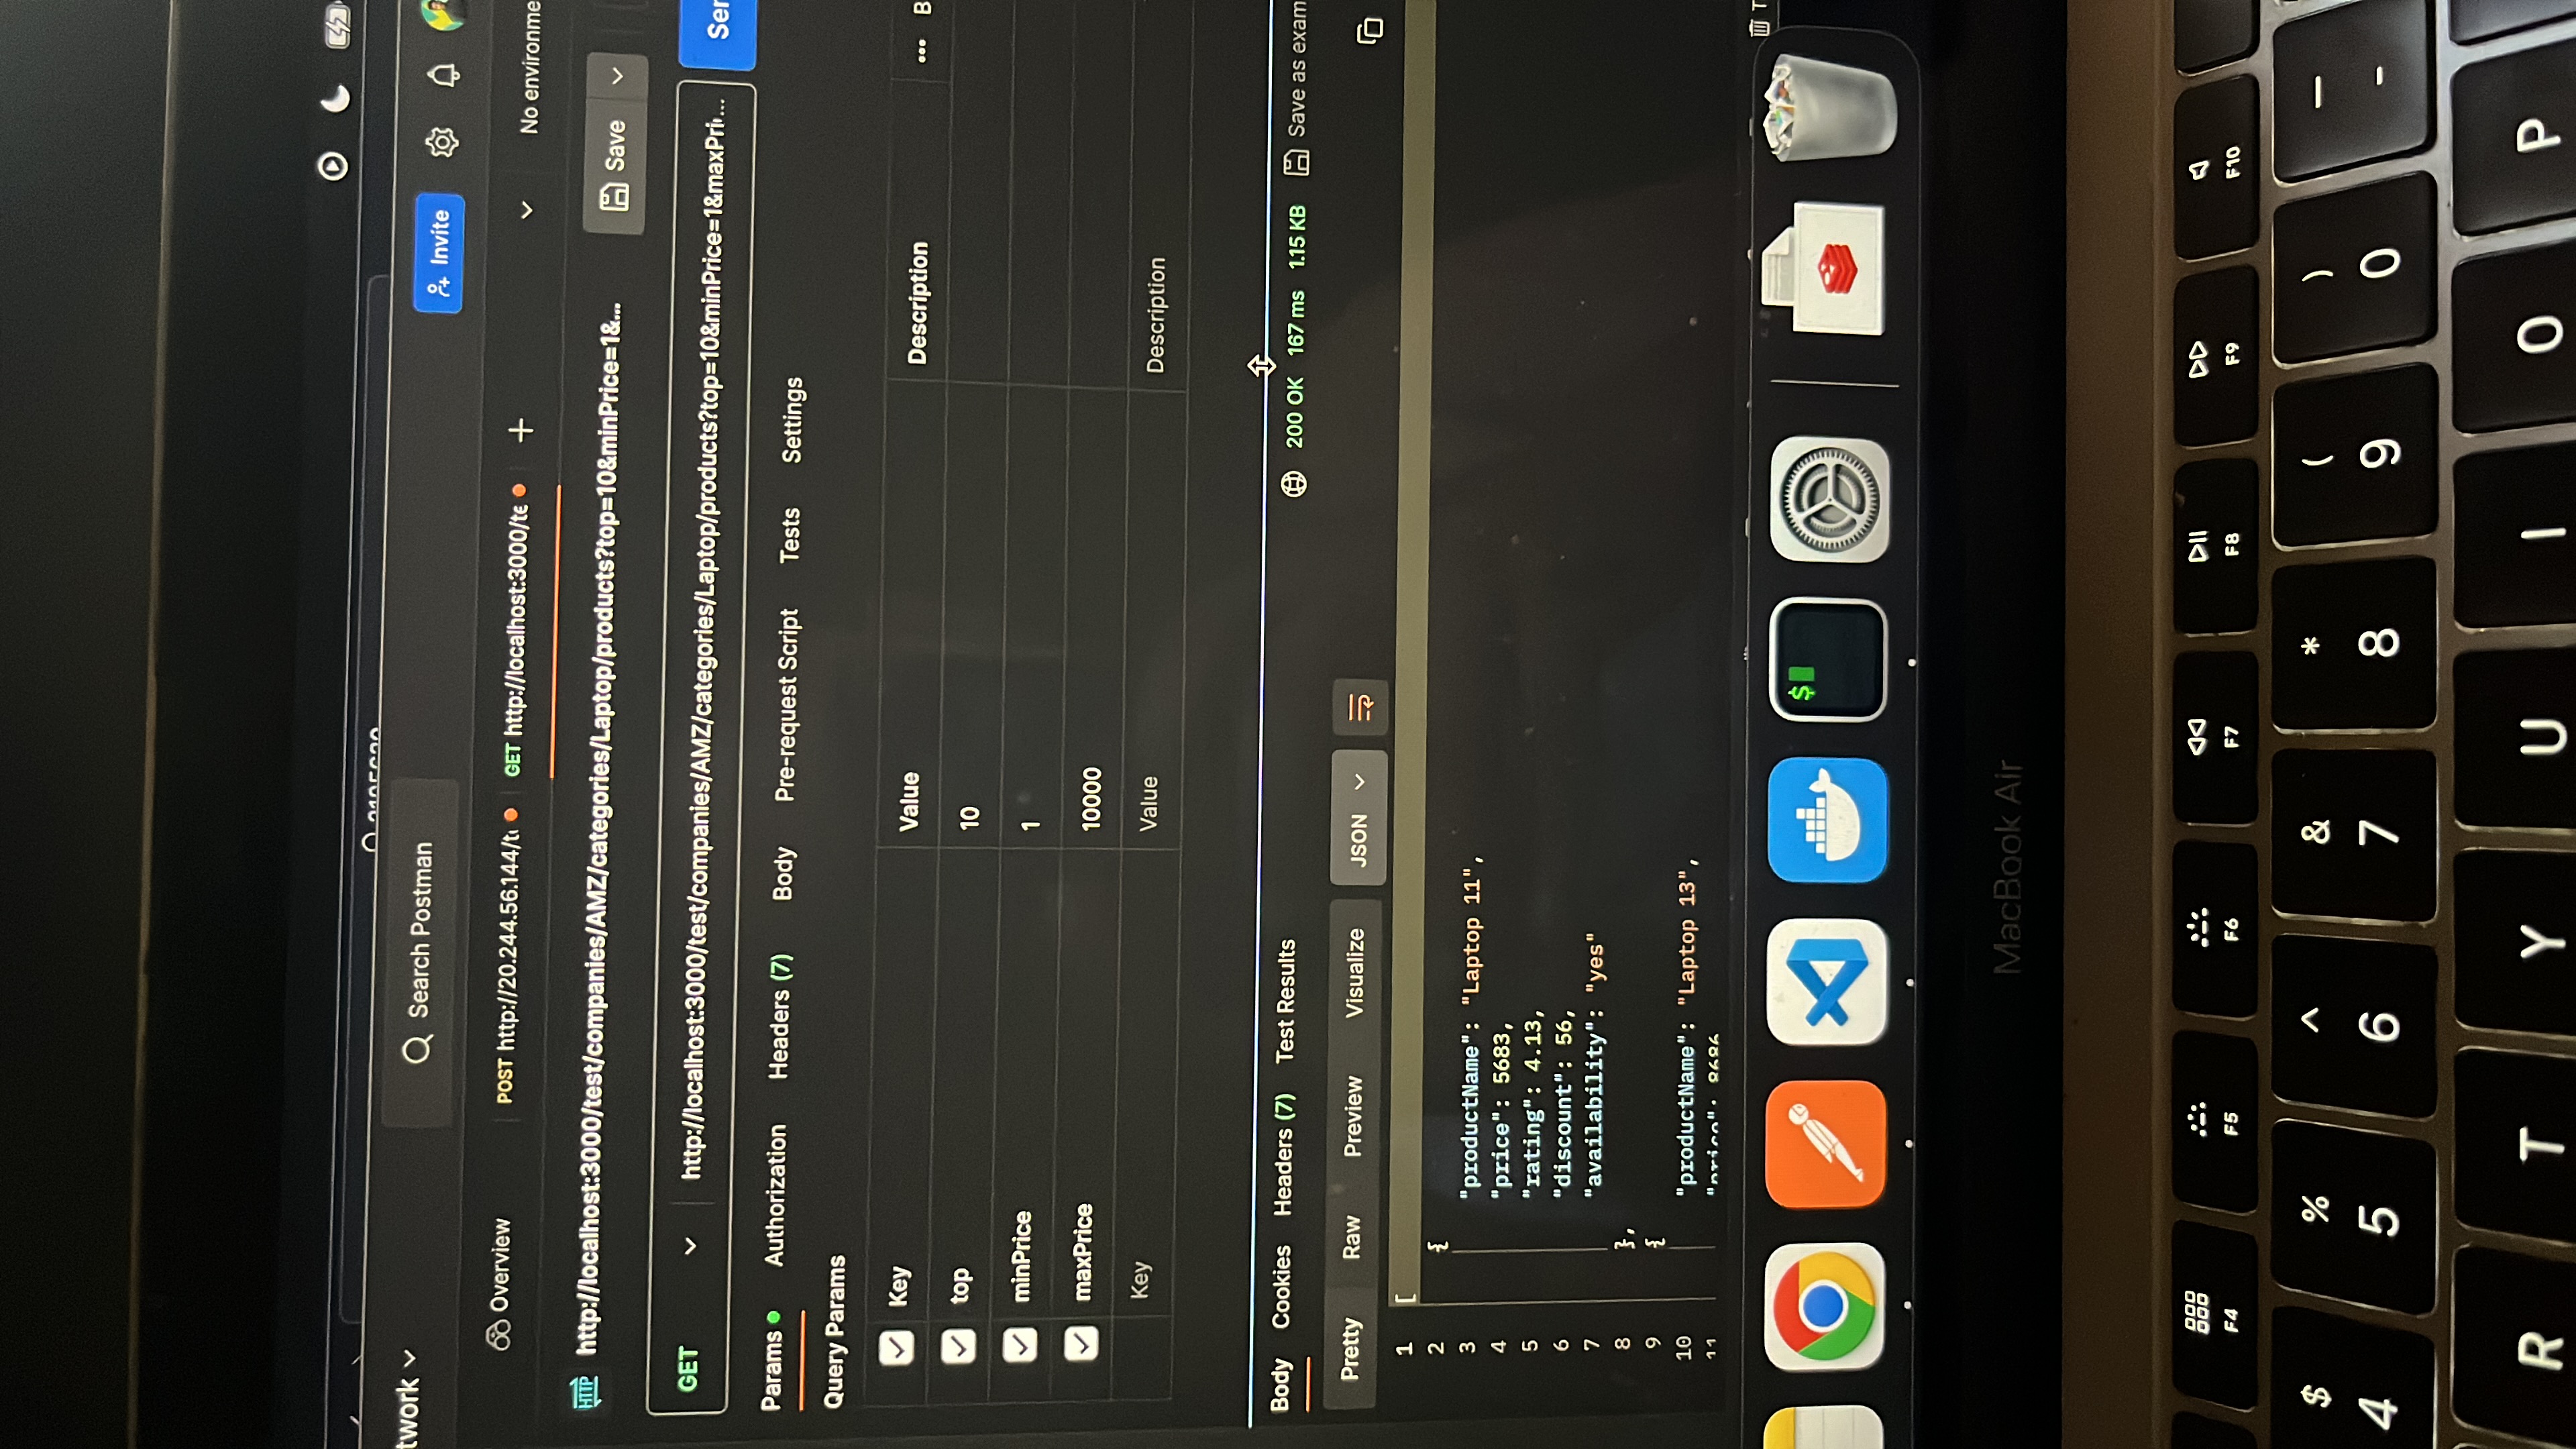 twork
Search Postman
Invite
Overview
POST http://20.244.56.144/t
GET http://localhost:3000/te
No environme
HTTP
http://localhost:3000/test/companies/AMZ/categories/Laptop/products?top=10&minPrice=1&...
Save
GET
http://localhost:3000/test/companies/AMZ/categories/Laptop/products?top=10&minPrice=1&maxPri...
Sen
Params
Authorization
Headers (7)
Body
Pre-request Script
Tests
Settings
Query Params
Key Value Description ••• B
top 10
minPrice 1
maxPrice 10000
Key Value Description
Body Cookies Headers (7) Test Results
200 OK 167 ms 1.15 KB Save as exam
Pretty Raw Preview Visualize JSON
1 [
2 {
3 "productName": "Laptop 11",
4 "price": 5683,
5 "rating": 4.13,
6 "discount": 56,
7 "availability": "yes"
8 },
9 {
10 "productName": "Laptop 13",
11 "price": 8686
T
$
MacBook Air
F4 F5 F6 F7 F8 F9 F10
$ % ^ & * ( ) —
4 5 6 7 8 9 0 -
R T Y U I O P